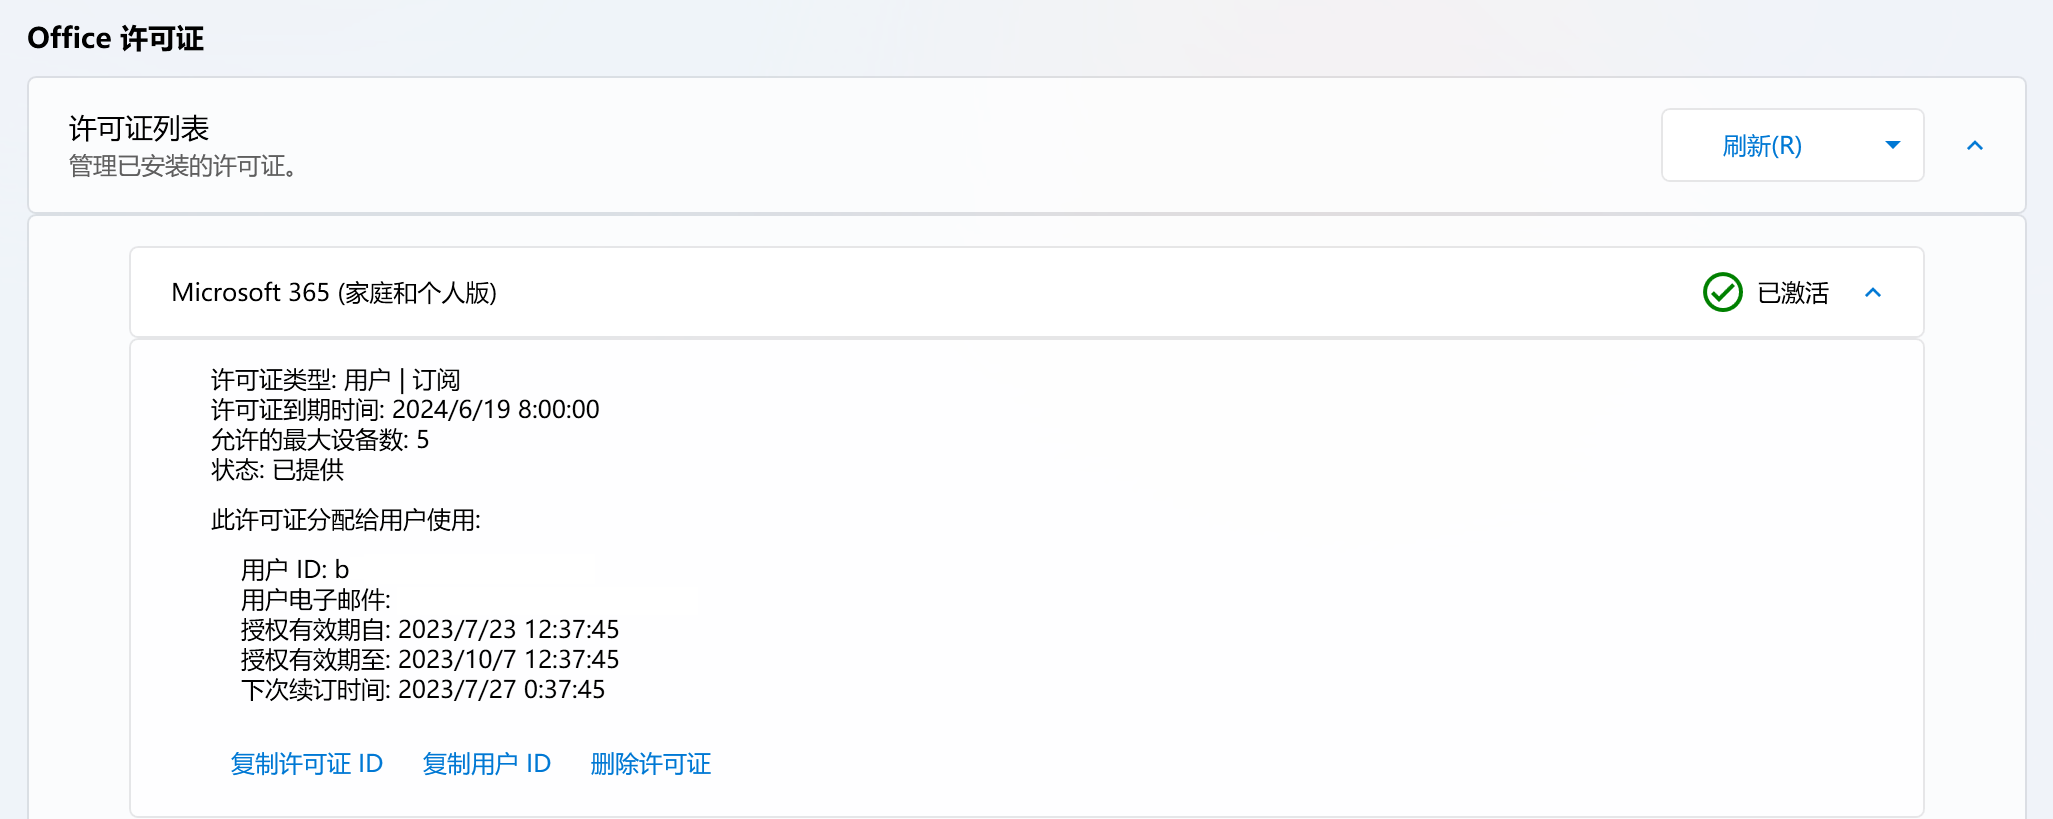 Office 许可证
许可证列表
管理已安装的许可证。
刷新(R)
Microsoft 365 (家庭和个人版)
已激活
许可证类型: 用户 | 订阅
许可证到期时间: 2024/6/19 8:00:00
允许的最大设备数: 5
状态: 已提供
此许可证分配给用户使用:
用户 ID: b
用户电子邮件:
授权有效期自: 2023/7/23 12:37:45
授权有效期至: 2023/10/7 12:37:45
下次续订时间: 2023/7/27 0:37:45
复制许可证 ID 复制用户 ID 删除许可证